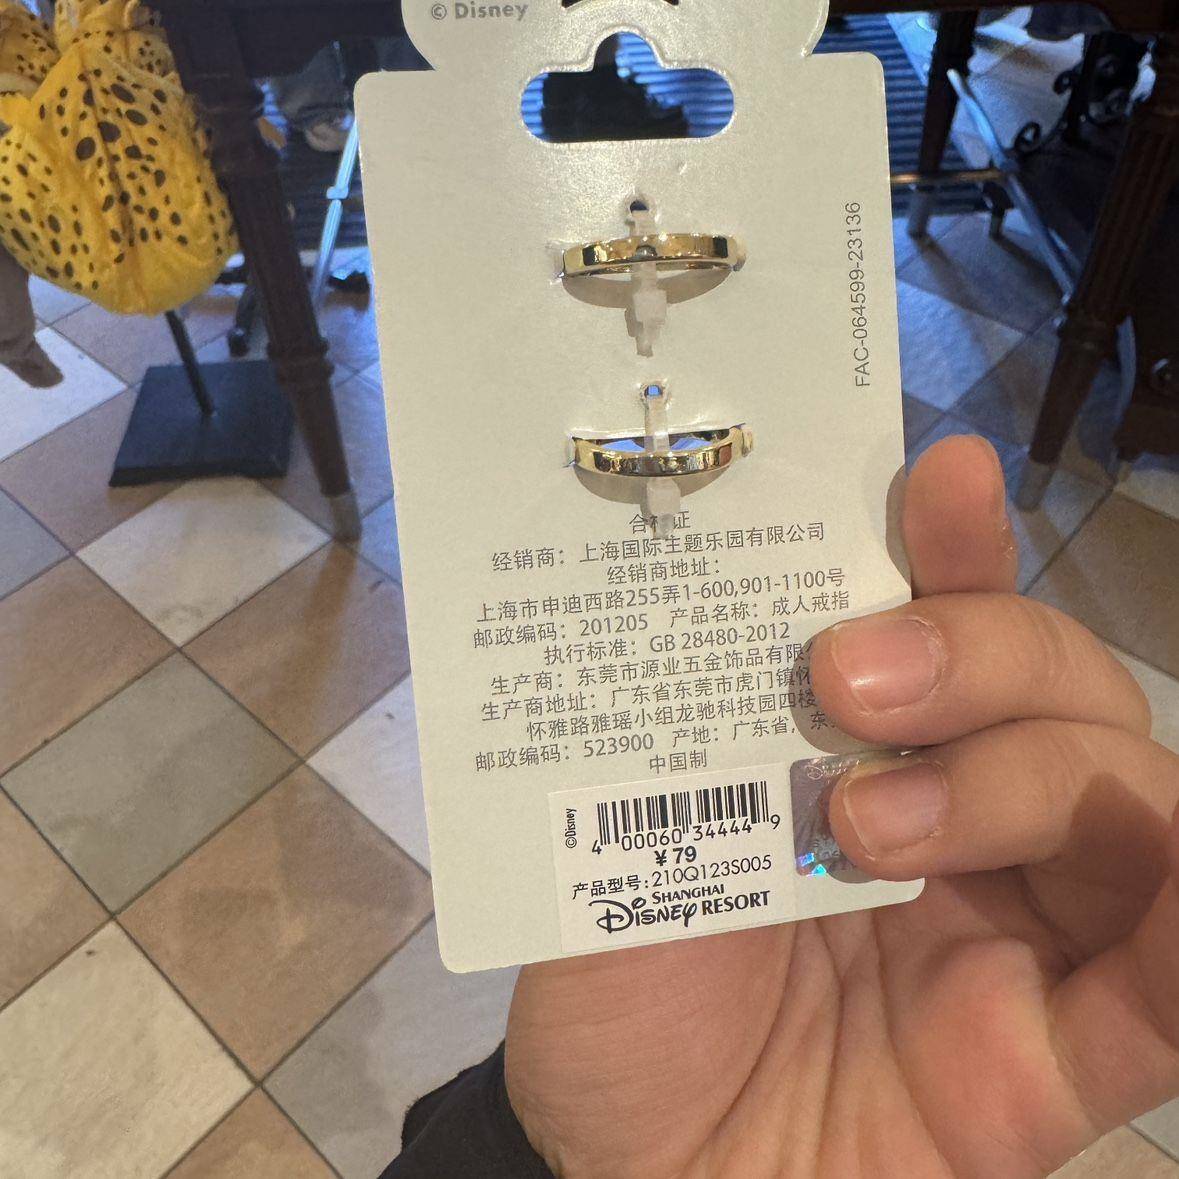 © Disney
FAC-064599-23136
合格证
经销商：上海国际主题乐园有限公司
经销商地址：
上海市申迪西路255弄1-600,901-1100号
邮政编码：201205 产品名称：成人戒指
执行标准：GB 28480-2012
生产商：东莞市源业五金饰品有限
生产商地址：广东省东莞市虎门镇怀
怀雅路雅瑶小组龙驰科技园四楼
邮政编码：523900 产地：广东省，东
中国制
©Disney
4 00060 34444 9
¥79
产品型号:210Q123S005
SHANGHAI
Disney RESORT